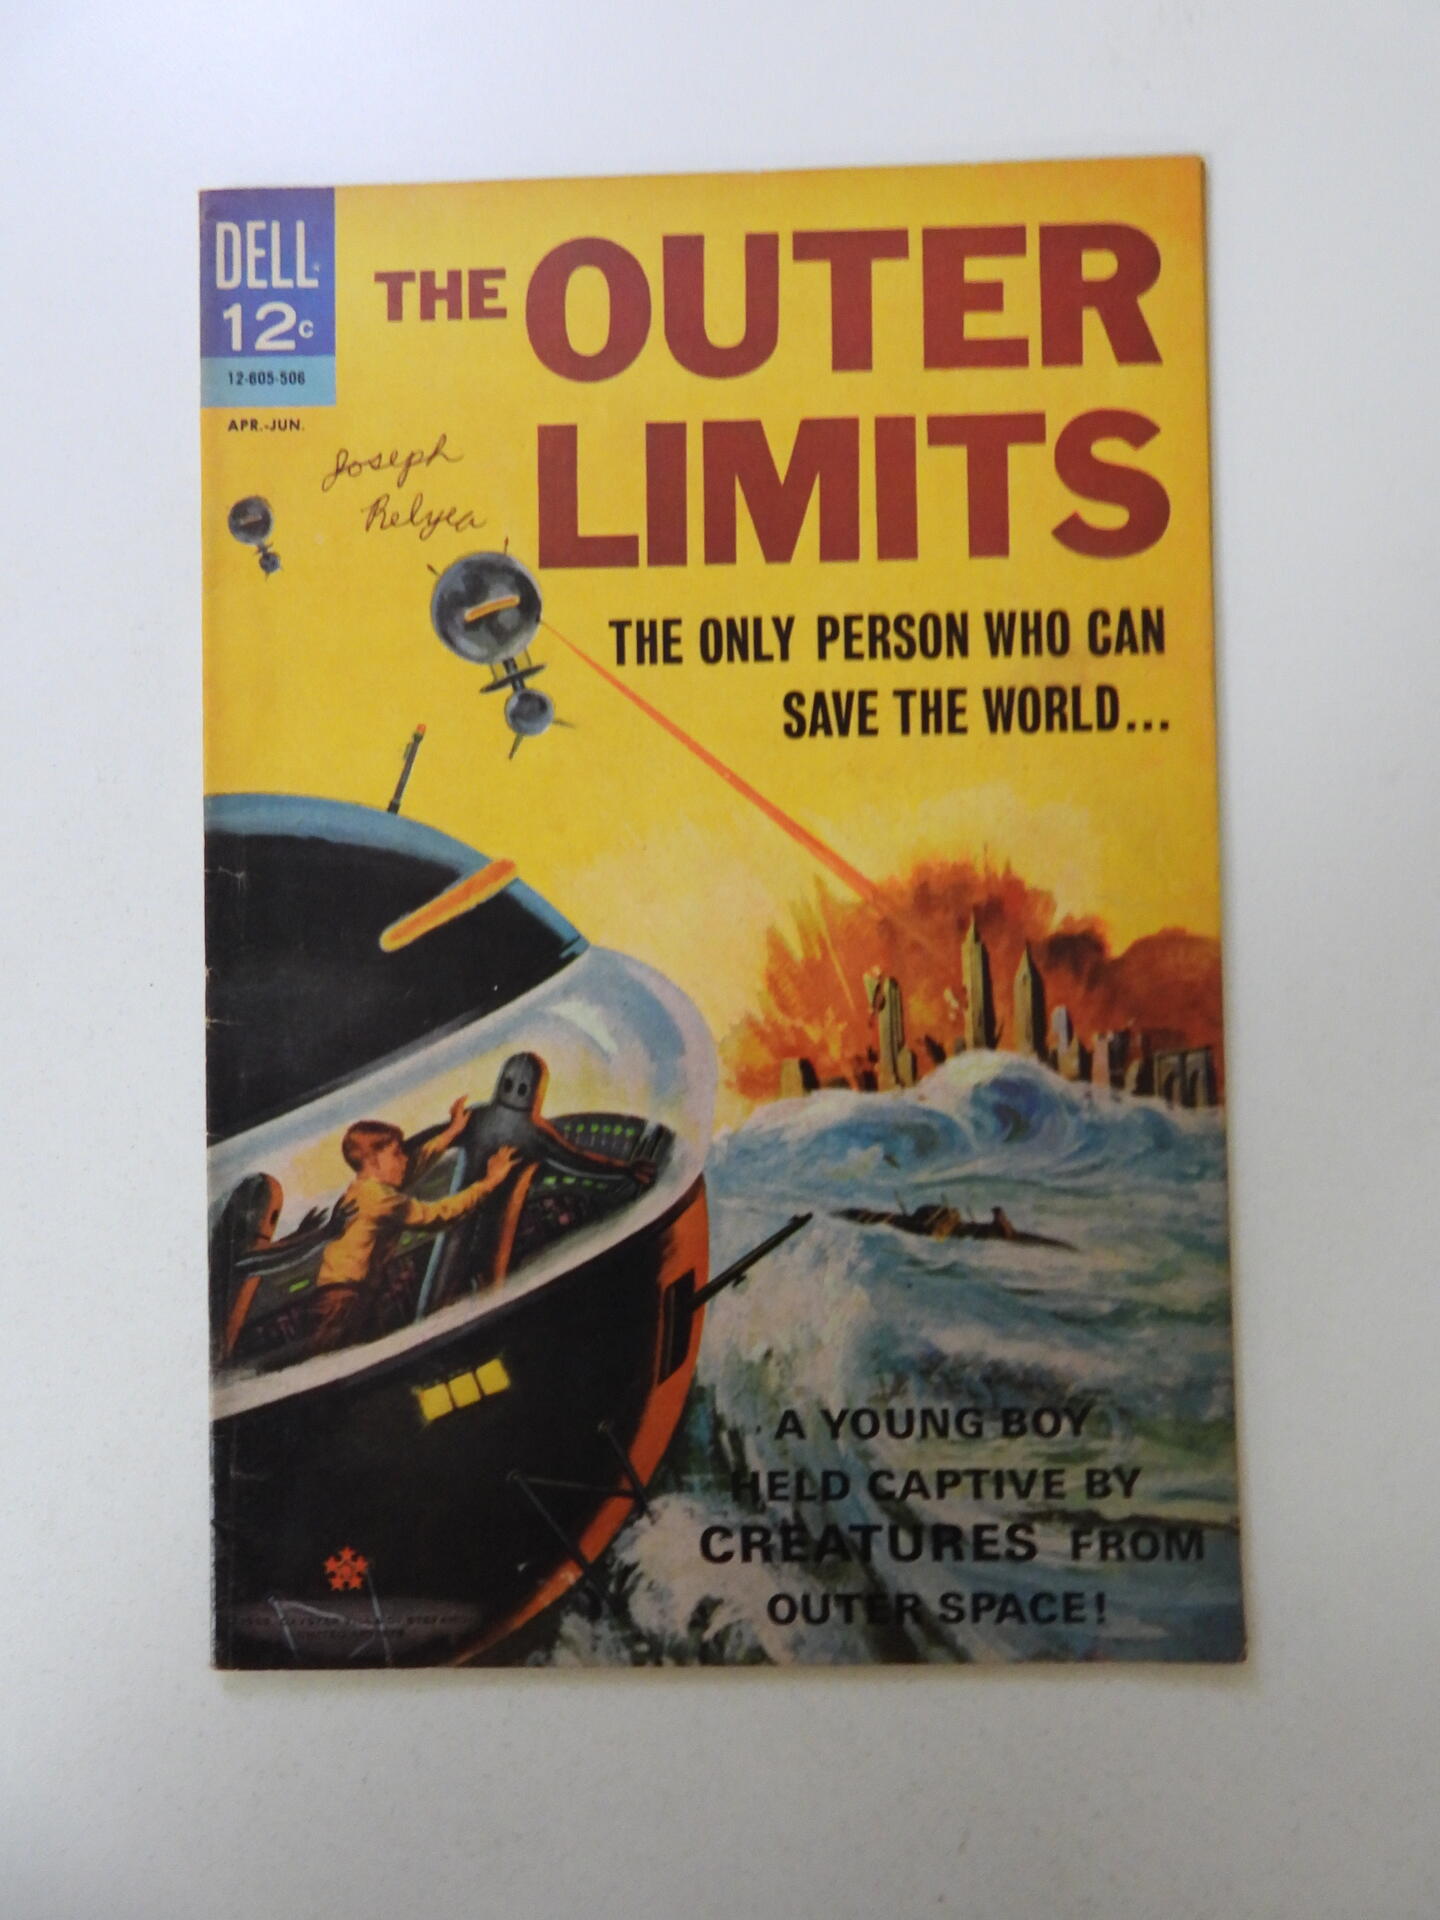 DELL
12c
12-605-506
APR.-JUN.
THE OUTER
LIMITS
Joseph
Relyea
THE ONLY PERSON WHO CAN
SAVE THE WORLD...
A YOUNG BOY
HELD CAPTIVE BY
CREATURES FROM
OUTER SPACE!